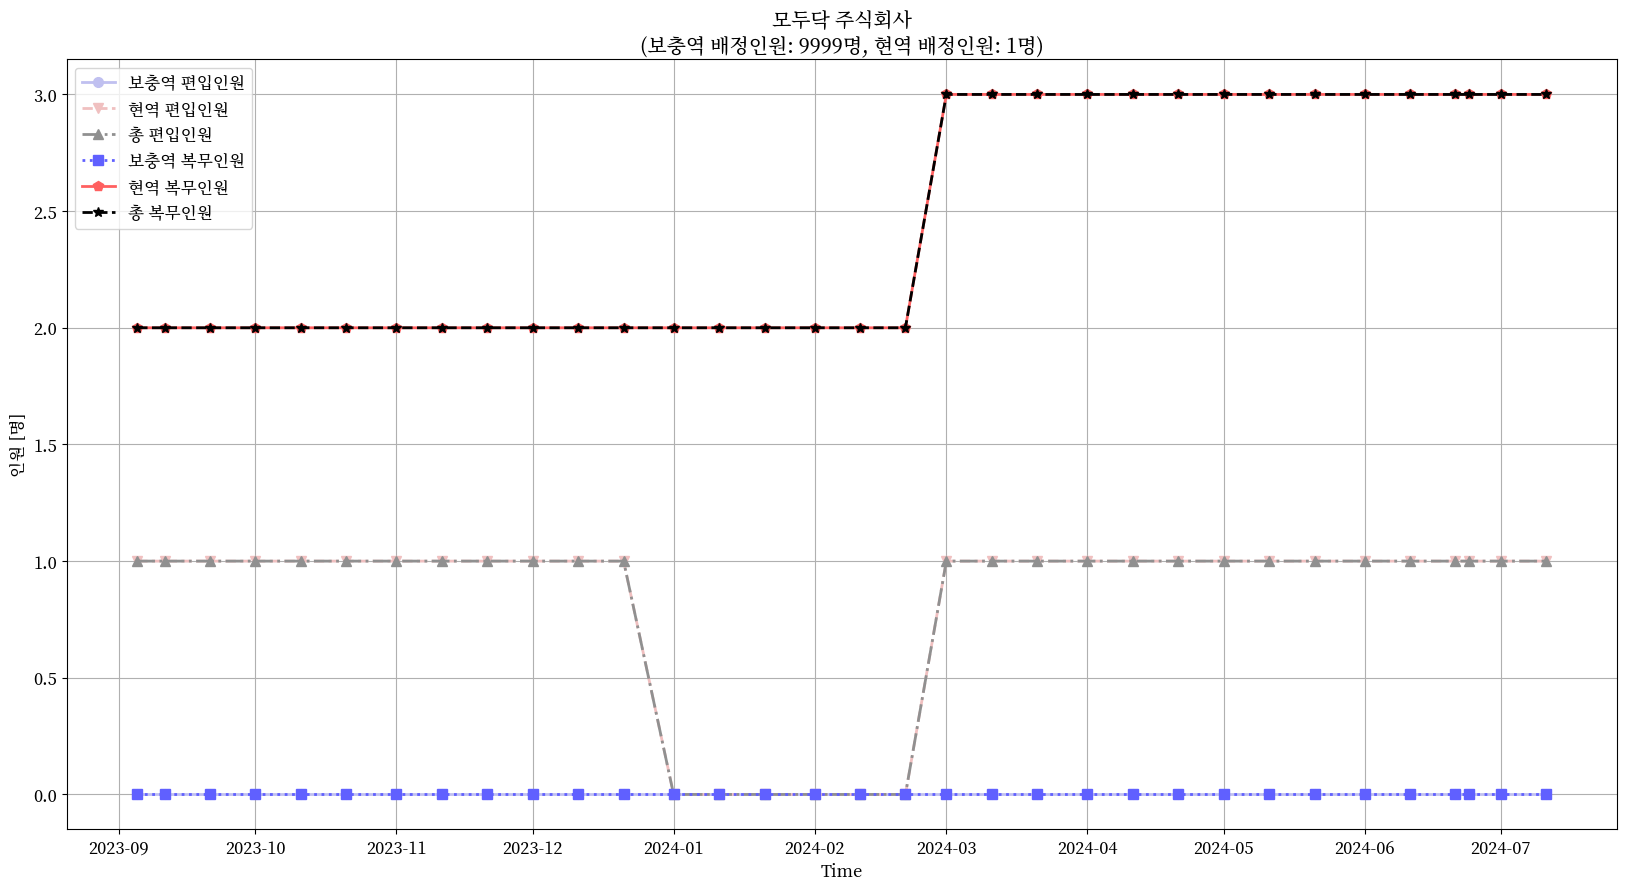 모두닥 주식회사
(보충역 배정인원: 9999명, 현역 배정인원: 1명)
보충역 편입인원
현역 편입인원
총 편입인원
보충역 복무인원
현역 복무인원
총 복무인원
인원 [명]
3.0
2.5
2.0
1.5
1.0
0.5
0.0
2023-09
2023-10
2023-11
2023-12
2024-01
2024-02
2024-03
2024-04
2024-05
2024-06
2024-07
Time